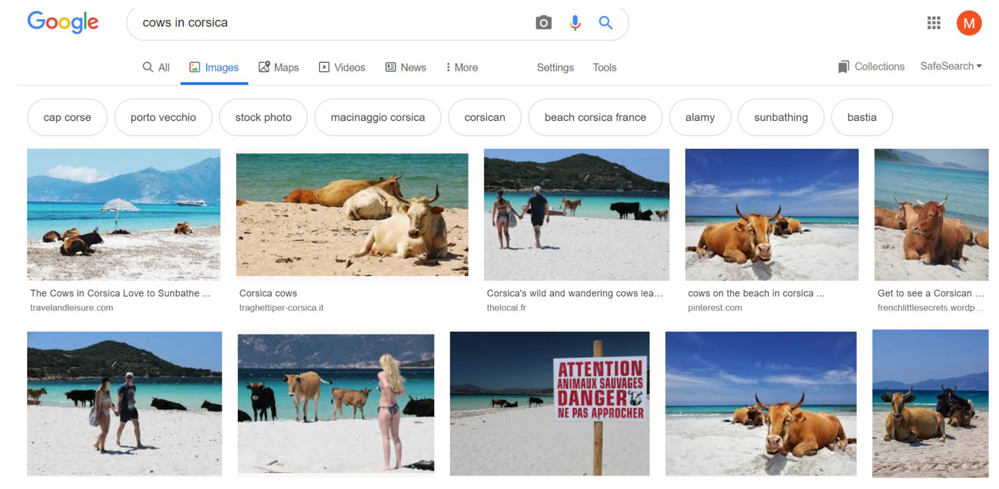 Google
cows in corsica
M
All
Images
Maps
Videos
News
More
Settings
Tools
Collections
SafeSearch
cap corse
porto vecchio
stock photo
macinaggio corsica
corsican
beach corsica france
alamy
sunbathing
bastia
The Cows in Corsica Love to Sunbathe ...
travelandleisure.com
Corsica cows
traghettiper-corsica.it
Corsica's wild and wandering cows lea...
thelocal.fr
cows on the beach in corsica ...
pinterest.com
Get to see a Corsican ...
frenchlittlesecrets.wordp...
ATTENTION
ANIMAUX SAUVAGES
DANGER
NE PAS APPROCHER